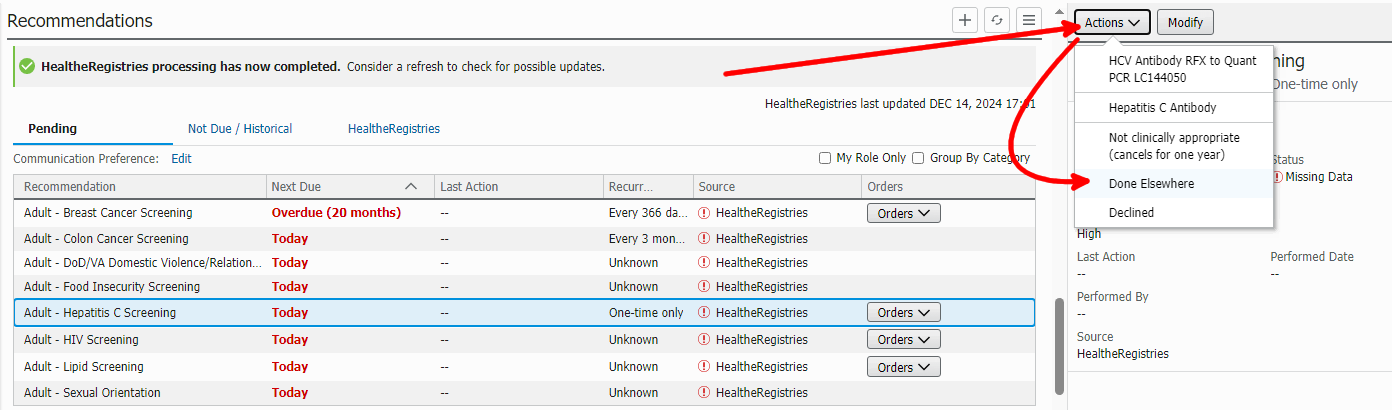 Recommendations
HealtheRegistries processing has now completed. Consider a refresh to check for possible updates.
HealtheRegistries last updated DEC 14, 2024 17:01
Pending Not Due / Historical HealtheRegistries
Communication Preference: Edit My Role Only Group By Category
Recommendation Next Due Last Action Recurr... Source Orders
Adult - Breast Cancer Screening Overdue (20 months) -- Every 366 da... HealtheRegistries Orders
Adult - Colon Cancer Screening Today -- Every 3 mon... HealtheRegistries
Adult - DoD/VA Domestic Violence/Relation... Today -- Unknown HealtheRegistries
Adult - Food Insecurity Screening Today -- Unknown HealtheRegistries
Adult - Hepatitis C Screening Today -- One-time only HealtheRegistries Orders
Adult - HIV Screening Today -- Unknown HealtheRegistries Orders
Adult - Lipid Screening Today -- Unknown HealtheRegistries Orders
Adult - Sexual Orientation Today -- Unknown HealtheRegistries
Actions Modify
HCV Antibody RFX to Quant
PCR LC144050
Hepatitis C Antibody
Not clinically appropriate
(cancels for one year)
Done Elsewhere
Declined
ning
One-time only
Status
Missing Data
High
Last Action Performed Date
-- --
Performed By
--
Source
HealtheRegistries